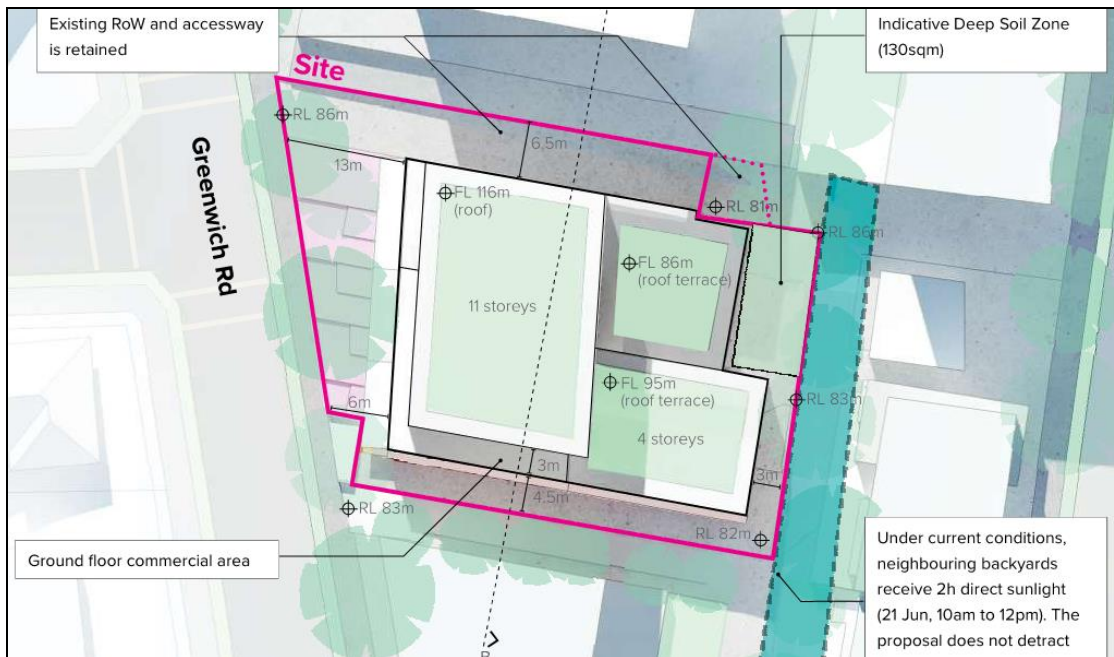 Existing RoW and accessway
is retained
Indicative Deep Soil Zone
(130sqm)
Site
RL 86m
6.5m
13m
Greenwich Rd
FL 116m
(roof)
RL 81m
RL 86m
FL 86m
(roof terrace)
11 storeys
FL 95m
(roof terrace)
RL 83m
6m
4 storeys
3m
3m
4.5m
RL 83m
RL 82m
Ground floor commercial area
Under current conditions,
neighbouring backyards
receive 2h direct sunlight
(21 Jun, 10am to 12pm). The
proposal does not detract